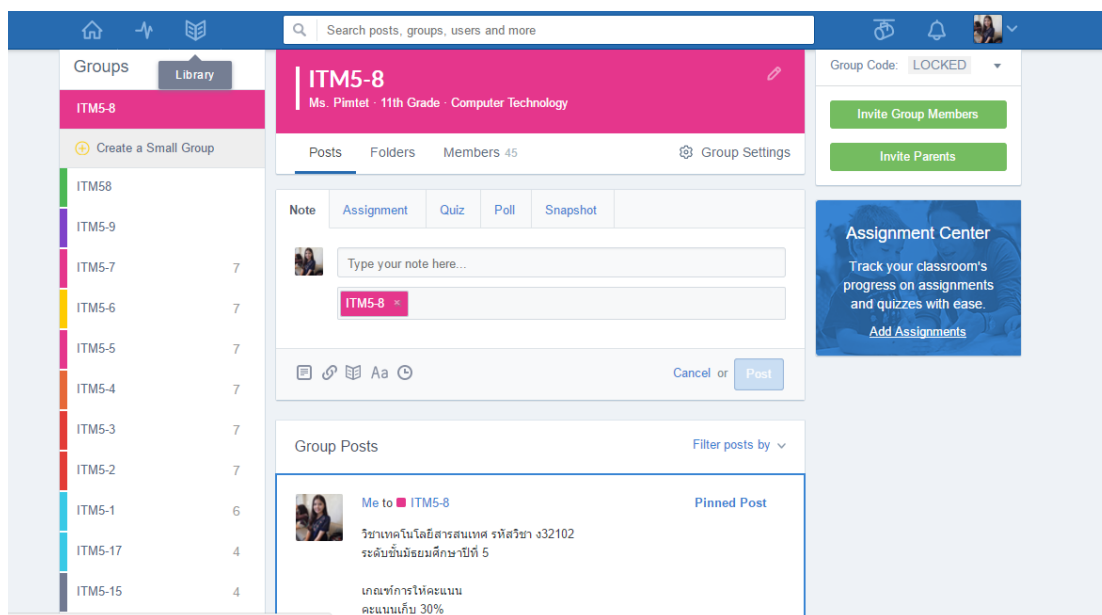 Search posts, groups, users and more
Groups
Library
ITM5-8
Create a Small Group
ITM58
ITM5-9
ITM5-7 7
ITM5-6 7
ITM5-5 7
ITM5-4 7
ITM5-3 7
ITM5-2 7
ITM5-1 6
ITM5-17 4
ITM5-15 4
ITM5-8
Ms. Pimtet · 11th Grade · Computer Technology
Posts Folders Members 45 Group Settings
Note Assignment Quiz Poll Snapshot
Type your note here...
ITM5-8 ×
Aa
Cancel or Post
Group Posts Filter posts by
Me to ITM5-8 Pinned Post
วิชาเทคโนโลยีสารสนเทศ รหัสวิชา ง32102
ระดับชั้นมัธยมศึกษาปีที่ 5
เกณฑ์การให้คะแนน
คะแนนเก็บ 30%
Group Code: LOCKED
Invite Group Members
Invite Parents
Assignment Center
Track your classroom's
progress on assignments
and quizzes with ease.
Add Assignments